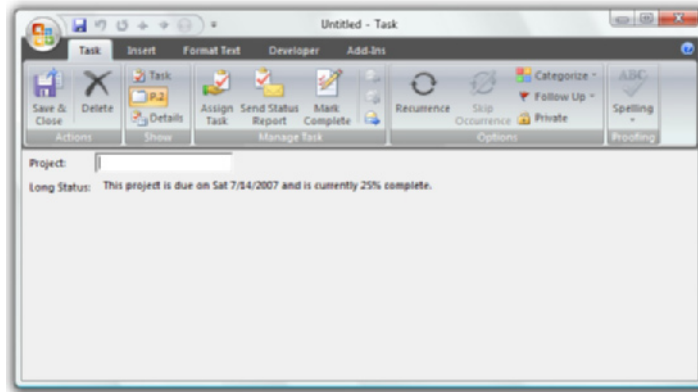 Untitled - Task
Task Insert Format Text Developer Add-Ins
Save & Close
Delete
Actions
Task
P.2
Details
Show
Assign Task
Send Status Report
Mark Complete
Manage Task
Recurrence
Skip Occurrence
Categorize
Follow Up
Private
Options
ABC
Spelling
Proofing
Project:
Long Status: This project is due on Sat 7/14/2007 and is currently 25% complete.